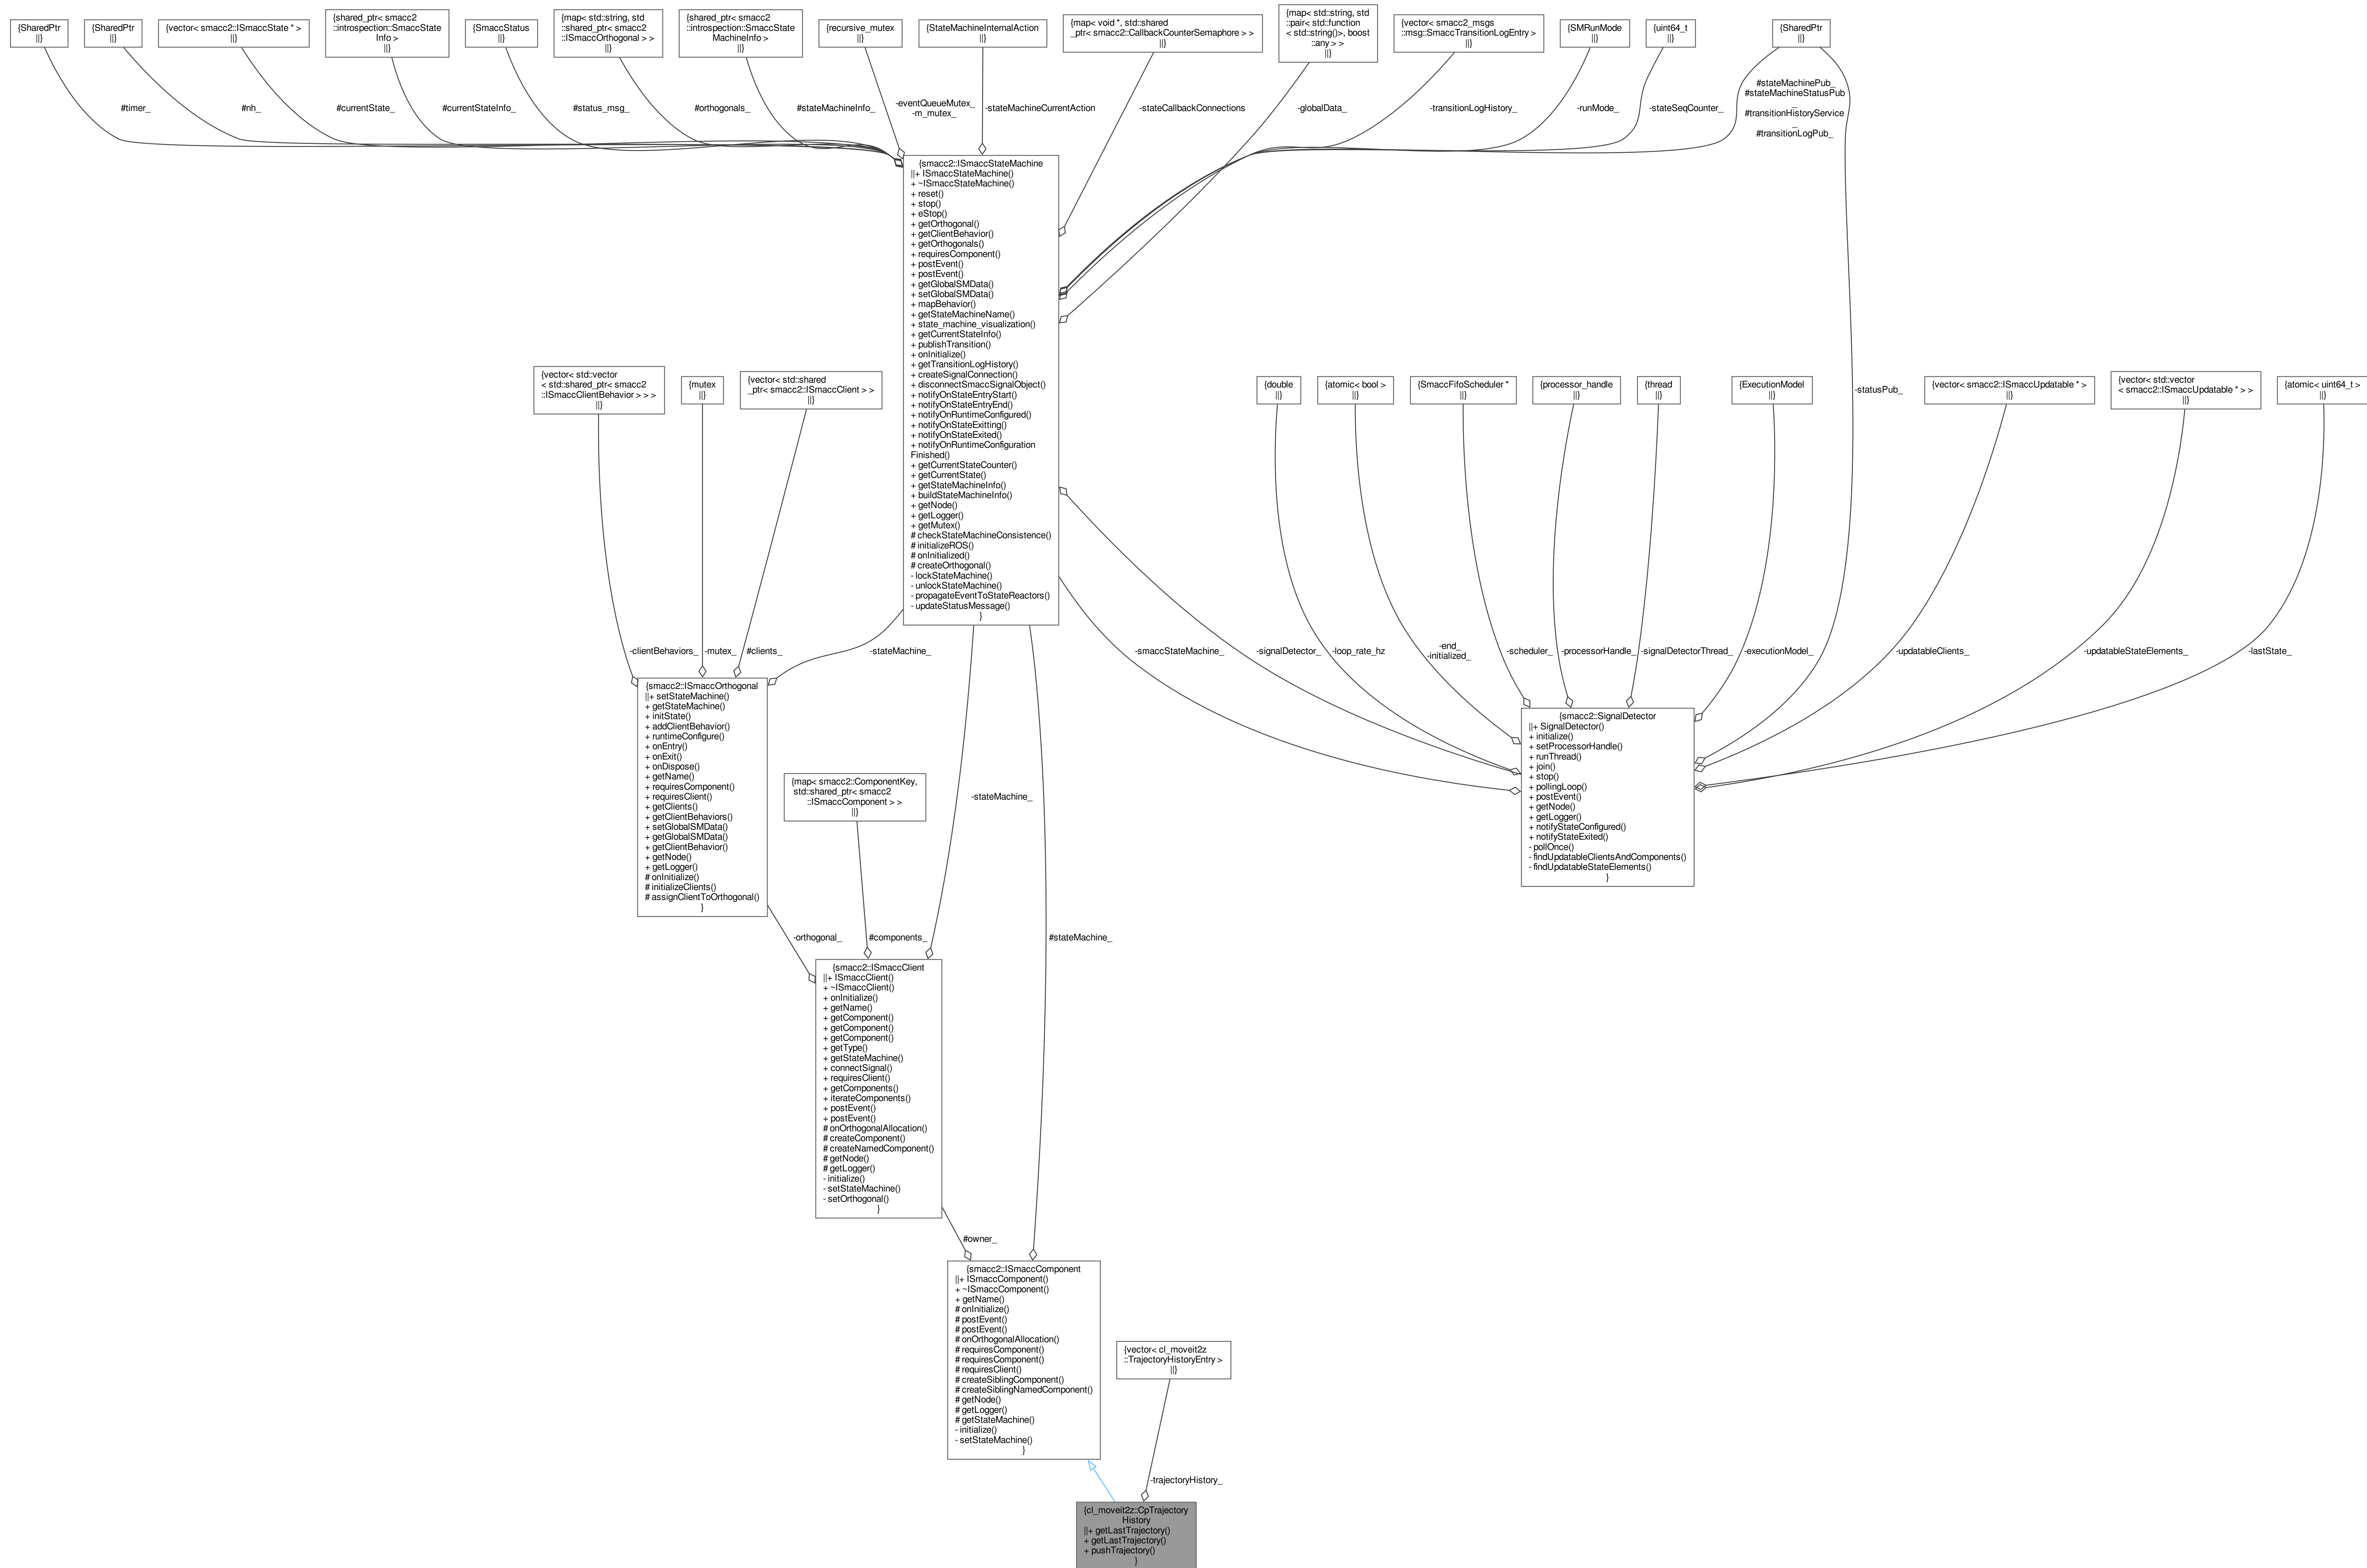 {SharedPtr
||}
{SharedPtr
||}
{vector< smacc2::ISmaccState * >
||}
{shared_ptr< smacc2
::introspection::SmaccState
Info >
||}
{SmaccStatus
||}
{map< std::string, std
::shared_ptr< smacc2
::ISmaccOrthogonal > >
||}
{shared_ptr< smacc2
::introspection::SmaccState
MachineInfo >
||}
{recursive_mutex
||}
{StateMachineInternalAction
||}
{map< void *, std::shared
_ptr< smacc2::CallbackCounterSemaphore > >
||}
{map< std::string, std
::pair< std::function
< std::string()>, boost
::any > >
||}
{vector< smacc2_msgs
::msg::SmaccTransitionLogEntry >
||}
{SMRunMode
||}
{uint64_t
||}
{SharedPtr
||}
#timer_
#nh_
#currentState_
#currentStateInfo_
#status_msg_
#orthogonals_
#stateMachineInfo_
-eventQueueMutex_
-m_mutex_
-stateMachineCurrentAction
-stateCallbackConnections
-globalData_
-transitionLogHistory_
-runMode_
-stateSeqCounter_
#stateMachinePub_
#stateMachineStatusPub
_
#transitionHistoryService
_
#transitionLogPub_
{smacc2::ISmaccStateMachine
||+ ISmaccStateMachine()
+ ~ISmaccStateMachine()
+ reset()
+ stop()
+ eStop()
+ getOrthogonal()
+ getClientBehavior()
+ getOrthogonals()
+ requiresComponent()
+ postEvent()
+ postEvent()
+ getGlobalSMData()
+ setGlobalSMData()
+ mapBehavior()
+ getStateMachineName()
+ state_machine_visualization()
+ getCurrentStateInfo()
+ publishTransition()
+ onInitialize()
+ getTransitionLogHistory()
+ createSignalConnection()
+ disconnectSmaccSignalObject()
+ notifyOnStateEntryStart()
+ notifyOnStateEntryEnd()
+ notifyOnRuntimeConfigured()
+ notifyOnStateExitting()
+ notifyOnStateExited()
+ notifyOnRuntimeConfiguration
Finished()
+ getCurrentStateCounter()
+ getCurrentState()
+ getStateMachineInfo()
+ buildStateMachineInfo()
+ getNode()
+ getLogger()
+ getMutex()
# checkStateMachineConsistence()
# initializeROS()
# onInitialized()
# createOrthogonal()
- lockStateMachine()
- unlockStateMachine()
- propagateEventToStateReactors()
- updateStatusMessage()
}
{vector< std::vector
< std::shared_ptr< smacc2
::ISmaccClientBehavior > > >
||}
{mutex
||}
{vector< std::shared
_ptr< smacc2::ISmaccClient > >
||}
{double
||}
{atomic< bool >
||}
{SmaccFifoScheduler *
||}
{processor_handle
||}
{thread
||}
{ExecutionModel
||}
-statusPub_
{vector< smacc2::ISmaccUpdatable * >
||}
{vector< std::vector
< smacc2::ISmaccUpdatable * > >
||}
{atomic< uint64_t >
||}
-clientBehaviors_
-mutex_
#clients_
-stateMachine_
-smaccStateMachine_
-signalDetector_
-loop_rate_hz
-end_
-initialized_
-scheduler_
-processorHandle_
-signalDetectorThread_
-executionModel_
-updatableClients_
-updatableStateElements_
-lastState_
{smacc2::ISmaccOrthogonal
||+ setStateMachine()
+ getStateMachine()
+ initState()
+ addClientBehavior()
+ runtimeConfigure()
+ onEntry()
+ onExit()
+ onDispose()
+ getName()
+ requiresComponent()
+ requiresClient()
+ getClients()
+ getClientBehaviors()
+ setGlobalSMData()
+ getGlobalSMData()
+ getClientBehavior()
+ getNode()
+ getLogger()
# onInitialize()
# initializeClients()
# assignClientToOrthogonal()
}
{smacc2::SignalDetector
||+ SignalDetector()
+ initialize()
+ setProcessorHandle()
+ runThread()
+ join()
+ stop()
+ pollingLoop()
+ postEvent()
+ getNode()
+ getLogger()
+ notifyStateConfigured()
+ notifyStateExited()
- pollOnce()
- findUpdatableClientsAndComponents()
- findUpdatableStateElements()
}
{map< smacc2::ComponentKey,
std::shared_ptr< smacc2
::ISmaccComponent > >
||}
-stateMachine_
-orthogonal_
#components_
#stateMachine_
{smacc2::ISmaccClient
||+ ISmaccClient()
+ ~ISmaccClient()
+ onInitialize()
+ getName()
+ getComponent()
+ getComponent()
+ getComponent()
+ getType()
+ getStateMachine()
+ connectSignal()
+ requiresClient()
+ getComponents()
+ iterateComponents()
+ postEvent()
+ postEvent()
# onOrthogonalAllocation()
# createComponent()
# createNamedComponent()
# getNode()
# getLogger()
- initialize()
- setStateMachine()
- setOrthogonal()
}
#owner_
{smacc2::ISmaccComponent
||+ ISmaccComponent()
+ ~ISmaccComponent()
+ getName()
# onInitialize()
# postEvent()
# postEvent()
# onOrthogonalAllocation()
# requiresComponent()
# requiresComponent()
# requiresClient()
# createSiblingComponent()
# createSiblingNamedComponent()
# getNode()
# getLogger()
# getStateMachine()
- initialize()
- setStateMachine()
}
{vector< cl_moveit2z
::TrajectoryHistoryEntry >
||}
-trajectoryHistory_
{cl_moveit2z::CpTrajectory
History
||+ getLastTrajectory()
+ getLastTrajectory()
+ pushTrajectory()
}